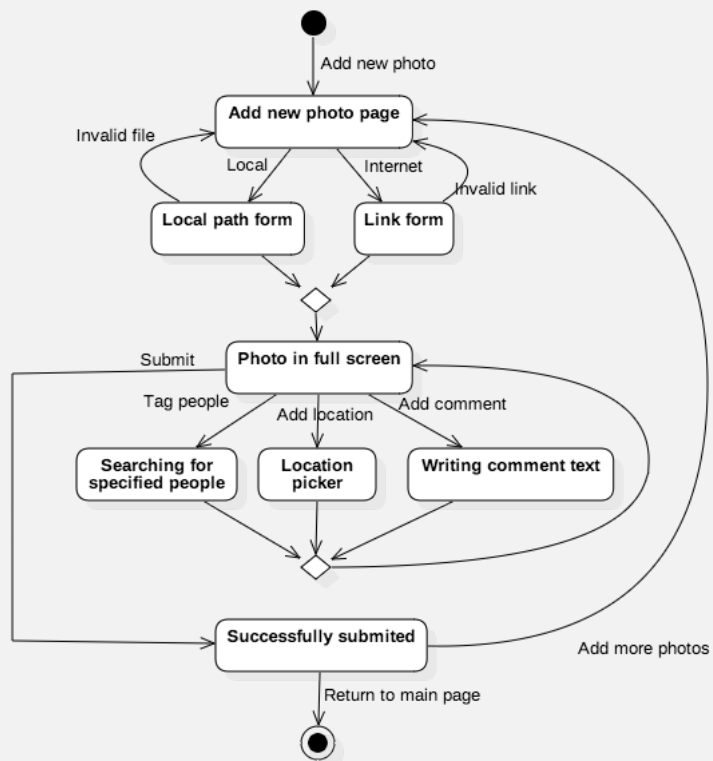 Add new photo
Add new photo page
Invalid file
Local
Internet
Invalid link
Local path form
Link form
Photo in full screen
Submit
Tag people
Add location
Add comment
Searching for
specified people
Location
picker
Writing comment text
Successfully submited
Add more photos
Return to main page